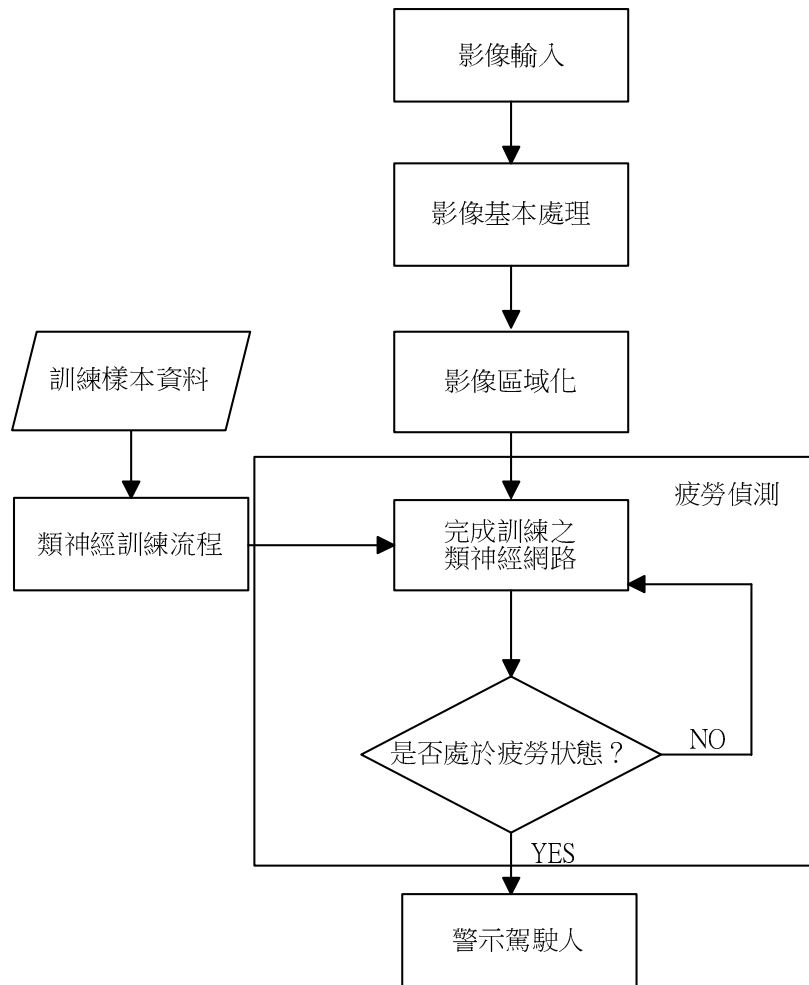 影像輸入
影像基本處理
影像區域化
訓練樣本資料
疲勞偵測
類神經訓練流程
完成訓練之
類神經網路
是否處於疲勞狀態？
NO
YES
警示駕駛人